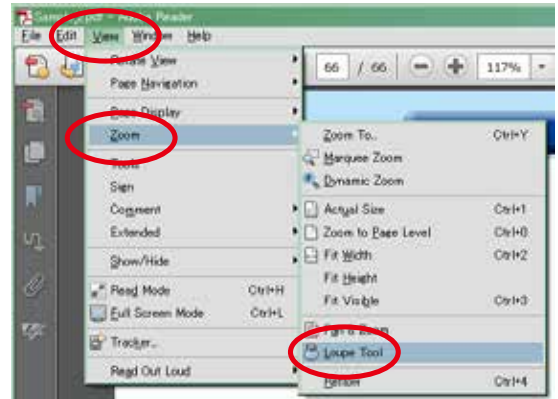 Reader
File Edit View Window Help
66 / 66 117%
View
Page Navigation
Page Display
Zoom
Tools
Sign
Comment
Extended
Show/Hide
Read Mode Ctrl+H
Full Screen Mode Ctrl+L
Tracker...
Read Out Loud
Zoom To.. Ctrl+Y
Marquee Zoom
Dynamic Zoom
Actual Size Ctrl+1
Zoom to Page Level Ctrl+0
Fit Width Ctrl+2
Fit Height
Fit Visible Ctrl+3
Pan & Zoom
Loupe Tool
Reflow Ctrl+4